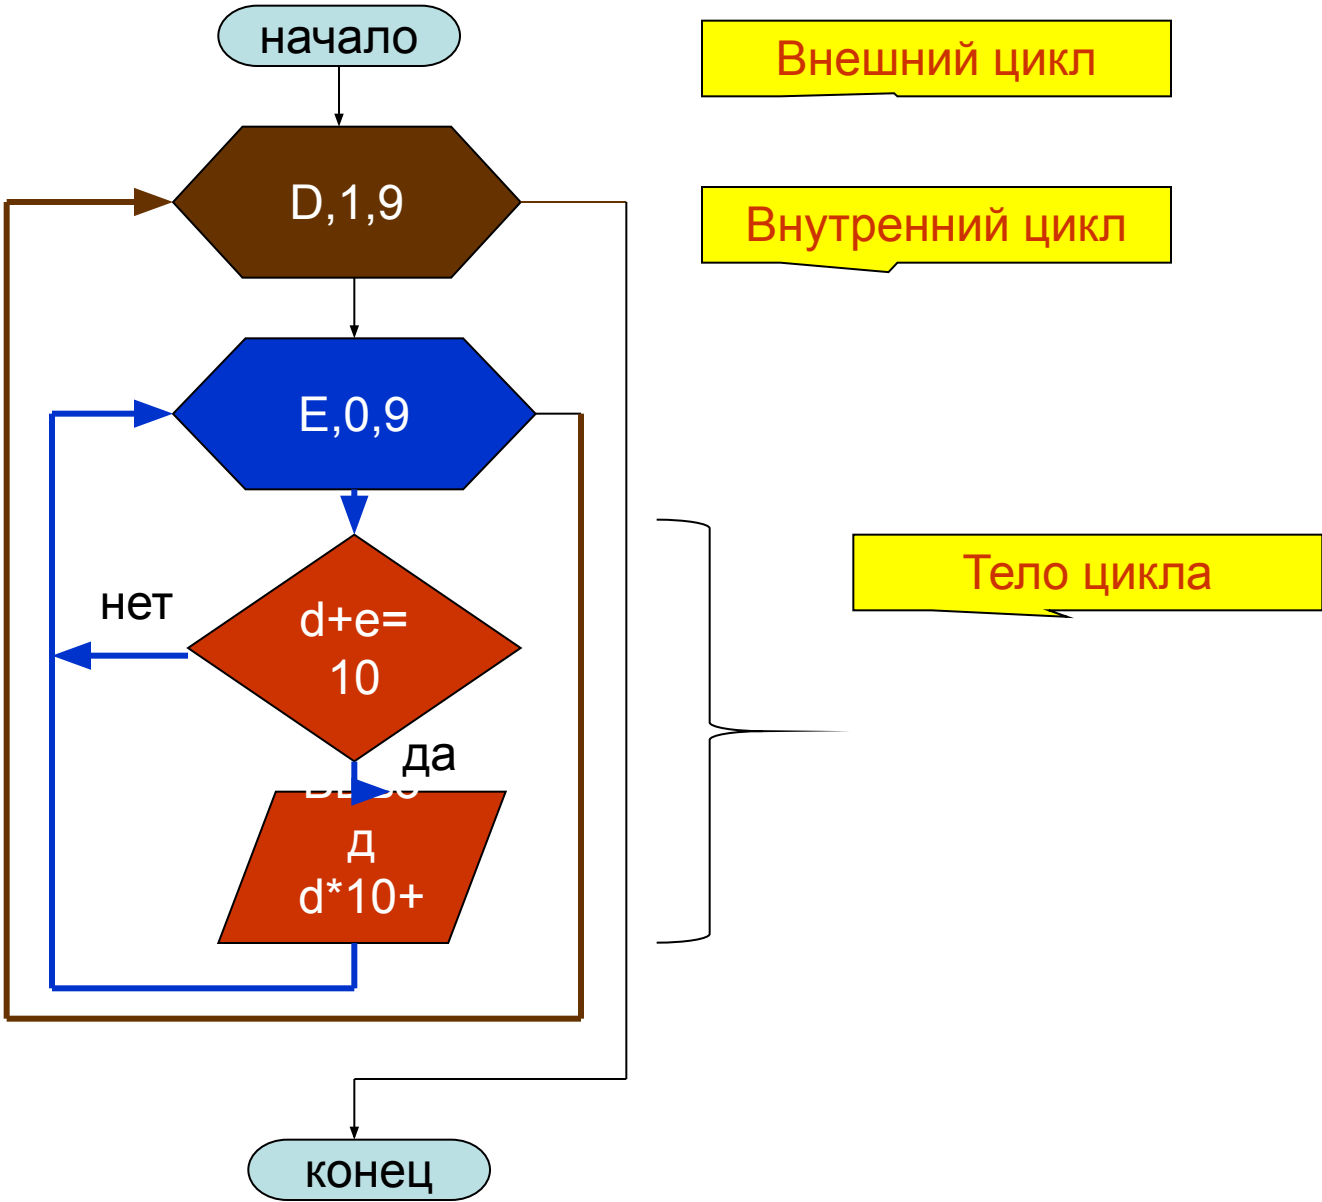 начало
Внешний цикл
D,1,9
Внутренний цикл
E,0,9
Тело цикла
нет
d+e=
10
да
д
d*10+
конец